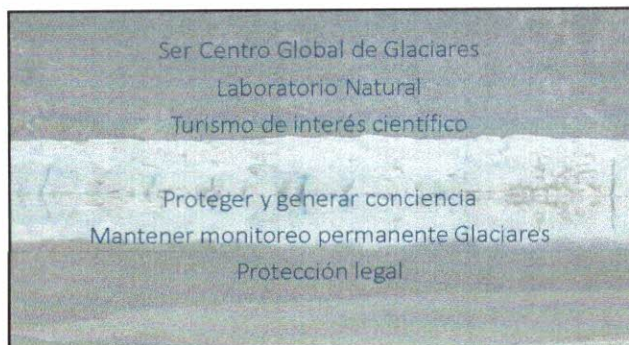 Ser Centro Global de Glaciares
Laboratorio Natural
Turismo de interés científico
Proteger y generar conciencia
Mantener monitoreo permanente Glaciares
Protección legal